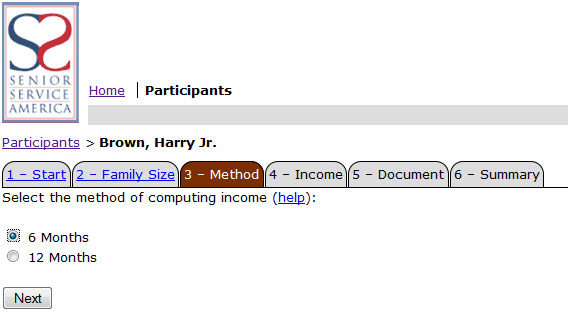 SENIOR
SERVICE
AMERICA
Home | Participants
Participants > Brown, Harry Jr.
1 – Start 2 – Family Size 3 – Method 4 – Income 5 – Document 6 – Summary
Select the method of computing income (help):
6 Months
12 Months
Next